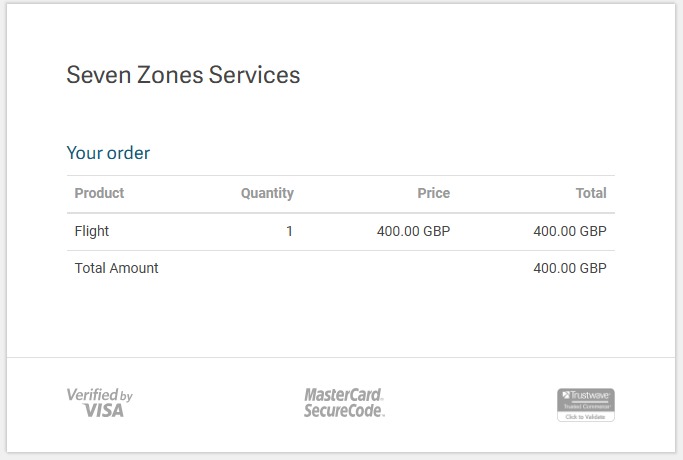 Seven Zones Services
Your order
Product Quantity Price Total
Flight 1 400.00 GBP 400.00 GBP
Total Amount 400.00 GBP
Verified by
VISA
MasterCard.
SecureCode.
Trustwave®
Trusted Commerce™
Click to Validate